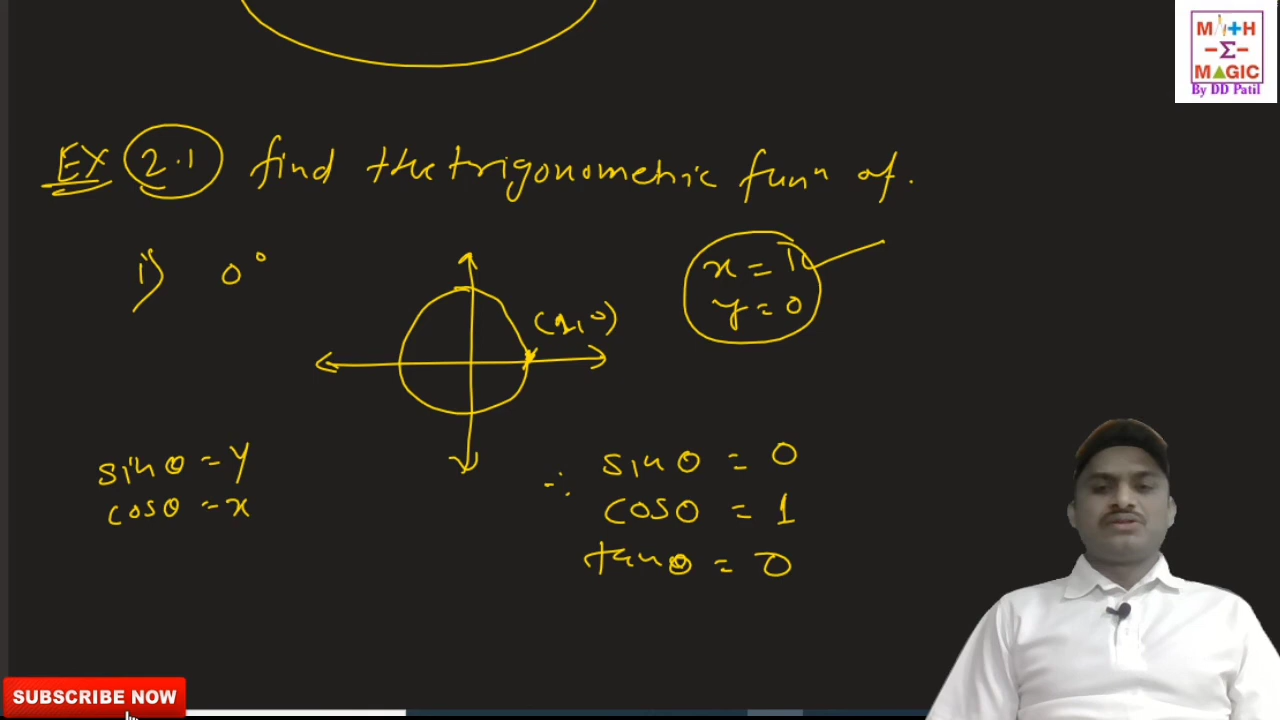 MATH
-Σ-
MAGIC
By DD Patil
EX 2.1 find the trigonometric funⁿ of.
i) 0°
(1,0)
x =
y = 0
sinθ = y
cosθ = x
∴ sinθ = 0
cosθ = 1
tanθ = 0
SUBSCRIBE NOW